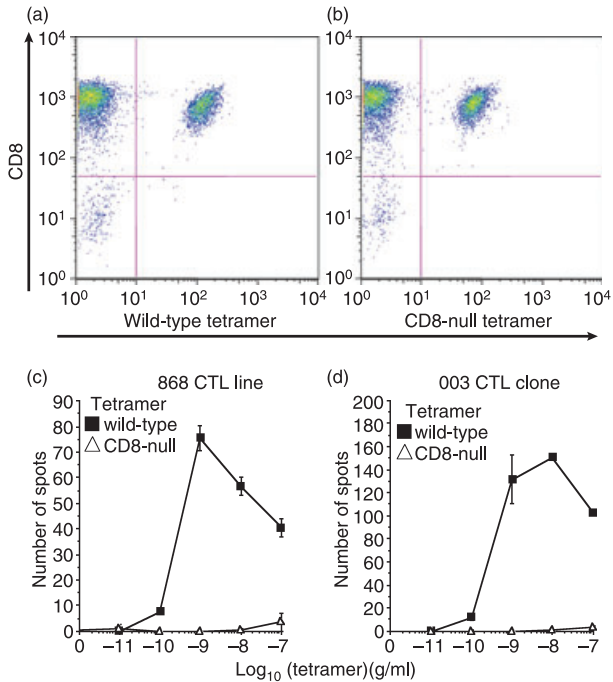 (a) (b)
CD8
10⁴ 10⁴
10³ 10³
10² 10²
10¹ 10¹
10⁰ 10⁰
10⁰ 10¹ 10² 10³ 10⁴ 10⁰ 10¹ 10² 10³ 10⁴
Wild-type tetramer CD8-null tetramer
(c) 868 CTL line
Tetramer
wild-type
CD8-null
Number of spots
90
80
70
60
50
40
30
20
10
0
0 −11 −10 −9 −8 −7
(d) 003 CTL clone
Tetramer
wild-type
CD8-null
Number of spots
200
180
160
140
120
100
80
60
40
20
0
0 −11 −10 −9 −8 −7
Log₁₀ (tetramer)(g/ml)